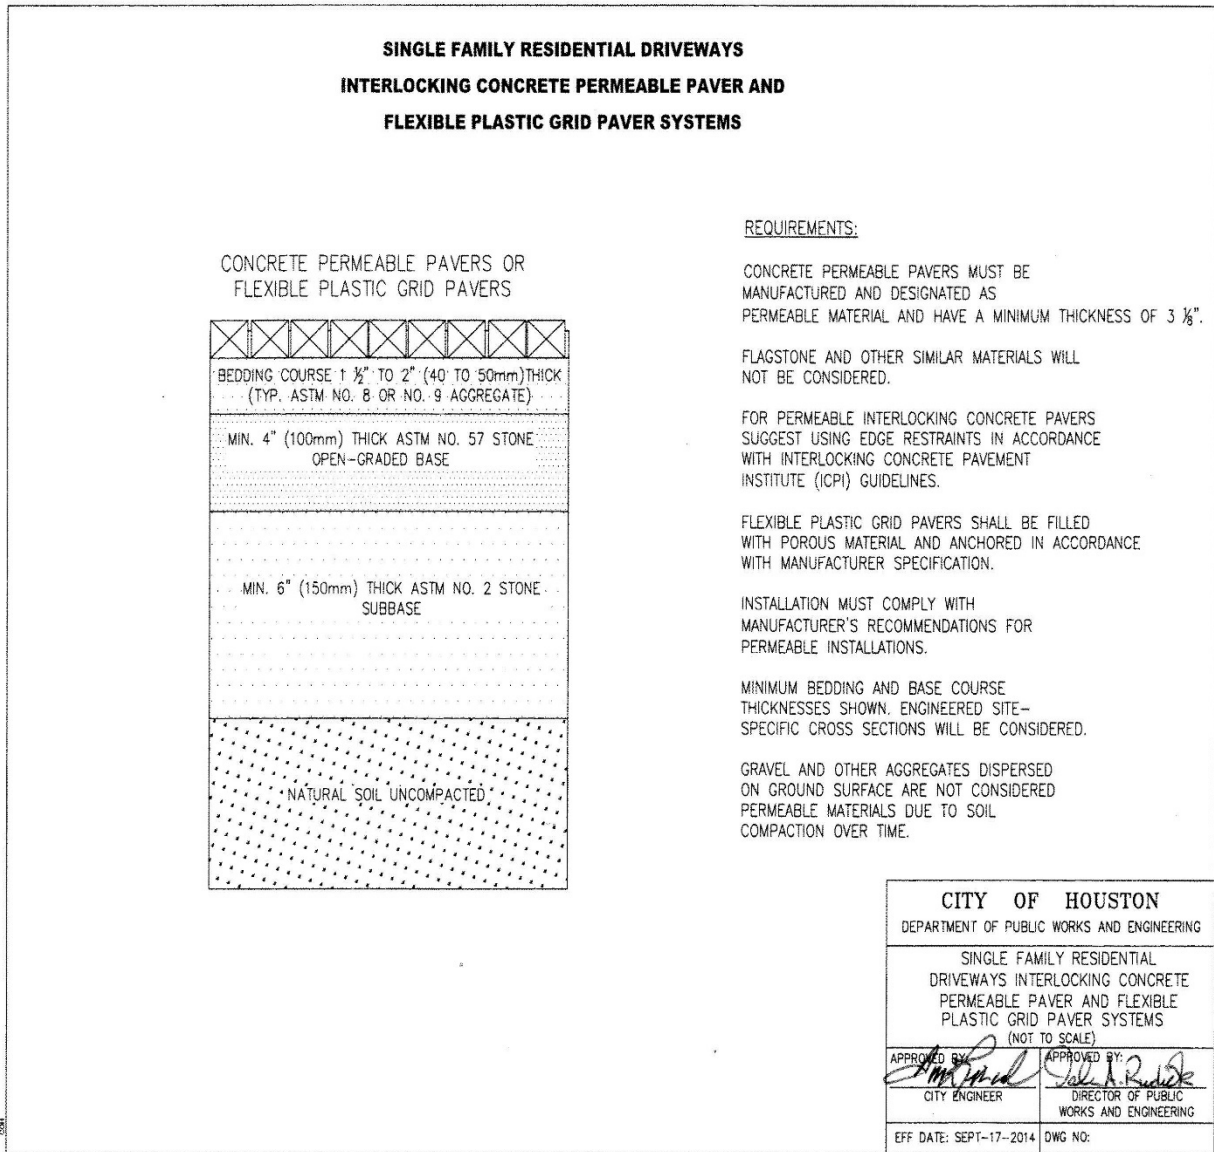 SINGLE FAMILY RESIDENTIAL DRIVEWAYS
INTERLOCKING CONCRETE PERMEABLE PAVER AND
FLEXIBLE PLASTIC GRID PAVER SYSTEMS
CONCRETE PERMEABLE PAVERS OR
FLEXIBLE PLASTIC GRID PAVERS
BEDDING COURSE 1 ½" TO 2" (40 TO 50mm)THICK
(TYP. ASTM NO. 8 OR NO. 9 AGGREGATE)
MIN. 4" (100mm) THICK ASTM NO. 57 STONE
OPEN-GRADED BASE
MIN. 6" (150mm) THICK ASTM NO. 2 STONE
SUBBASE
NATURAL SOIL UNCOMPACTED
REQUIREMENTS:
CONCRETE PERMEABLE PAVERS MUST BE
MANUFACTURED AND DESIGNATED AS
PERMEABLE MATERIAL AND HAVE A MINIMUM THICKNESS OF 3 ⅛".
FLAGSTONE AND OTHER SIMILAR MATERIALS WILL
NOT BE CONSIDERED.
FOR PERMEABLE INTERLOCKING CONCRETE PAVERS
SUGGEST USING EDGE RESTRAINTS IN ACCORDANCE
WITH INTERLOCKING CONCRETE PAVEMENT
INSTITUTE (ICPI) GUIDELINES.
FLEXIBLE PLASTIC GRID PAVERS SHALL BE FILLED
WITH POROUS MATERIAL AND ANCHORED IN ACCORDANCE
WITH MANUFACTURER SPECIFICATION.
INSTALLATION MUST COMPLY WITH
MANUFACTURER'S RECOMMENDATIONS FOR
PERMEABLE INSTALLATIONS.
MINIMUM BEDDING AND BASE COURSE
THICKNESSES SHOWN. ENGINEERED SITE-
SPECIFIC CROSS SECTIONS WILL BE CONSIDERED.
GRAVEL AND OTHER AGGREGATES DISPERSED
ON GROUND SURFACE ARE NOT CONSIDERED
PERMEABLE MATERIALS DUE TO SOIL
COMPACTION OVER TIME.
CITY OF HOUSTON
DEPARTMENT OF PUBLIC WORKS AND ENGINEERING
SINGLE FAMILY RESIDENTIAL
DRIVEWAYS INTERLOCKING CONCRETE
PERMEABLE PAVER AND FLEXIBLE
PLASTIC GRID PAVER SYSTEMS
(NOT TO SCALE)
APPROVED BY:
CITY ENGINEER
APPROVED BY:
DIRECTOR OF PUBLIC
WORKS AND ENGINEERING
EFF DATE: SEPT-17-2014
DWG NO: